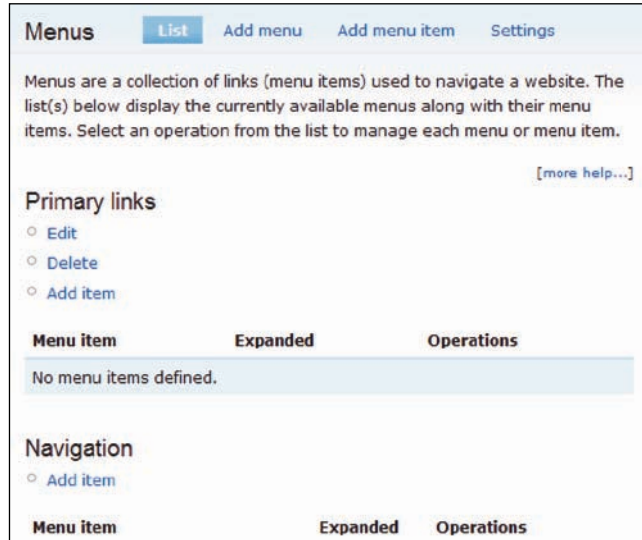 Menus List Add menu Add menu item Settings
Menus are a collection of links (menu items) used to navigate a website. The
list(s) below display the currently available menus along with their menu
items. Select an operation from the list to manage each menu or menu item.
[more help...]
Primary links
Edit
Delete
Add item
Menu item Expanded Operations
No menu items defined.
Navigation
Add item
Menu item Expanded Operations